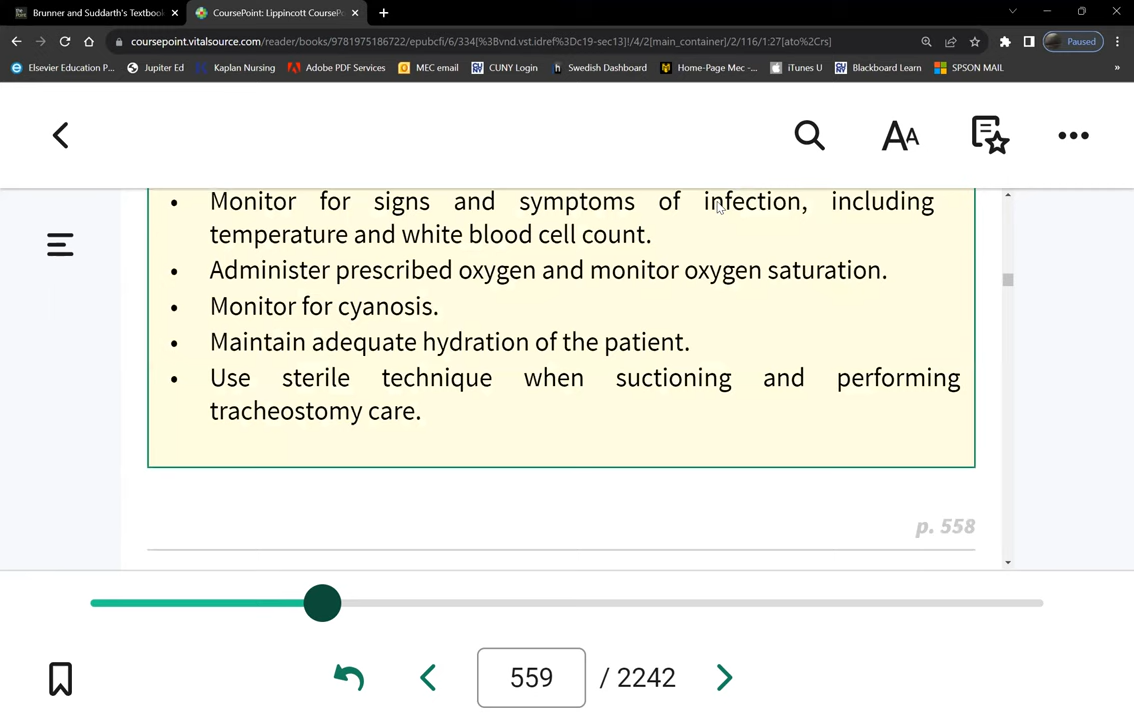 Brunner and Suddarth's Textbook
CoursePoint: Lippincott CoursePo
coursepoint.vitalsource.com/reader/books/9781975186722/epubcfi/6/334[%3Bvnd.vst.idref%3Dc19-sec13]!/4/2[main_container]/2/116/1:27[ato%2Crs]
Paused
Elsevier Education P... Jupiter Ed Kaplan Nursing Adobe PDF Services MEC email CUNY Login Swedish Dashboard Home-Page Mec -... iTunes U Blackboard Learn SPSON MAIL »
AA
• Monitor for signs and symptoms of infection, including
temperature and white blood cell count.
• Administer prescribed oxygen and monitor oxygen saturation.
• Monitor for cyanosis.
• Maintain adequate hydration of the patient.
• Use sterile technique when suctioning and performing
tracheostomy care.
p. 558
559 / 2242